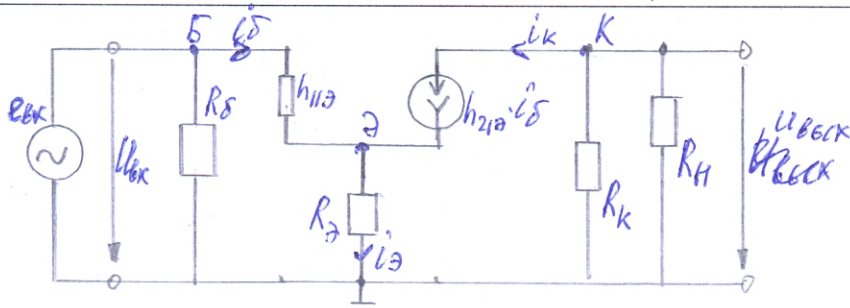 Б iб iк К
eвх Uвх Rб h11э Э h21э·iб Rк Rн uвых
Rэ iэ